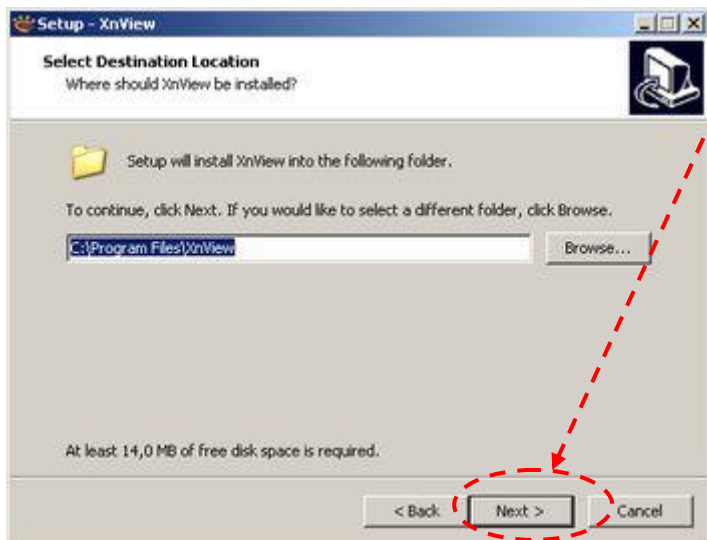 Setup - XnView
Select Destination Location
Where should XnView be installed?
Setup will install XnView into the following folder.
To continue, click Next. If you would like to select a different folder, click Browse.
C:\Program Files\XnView
Browse...
At least 14,0 MB of free disk space is required.
< Back
Next >
Cancel